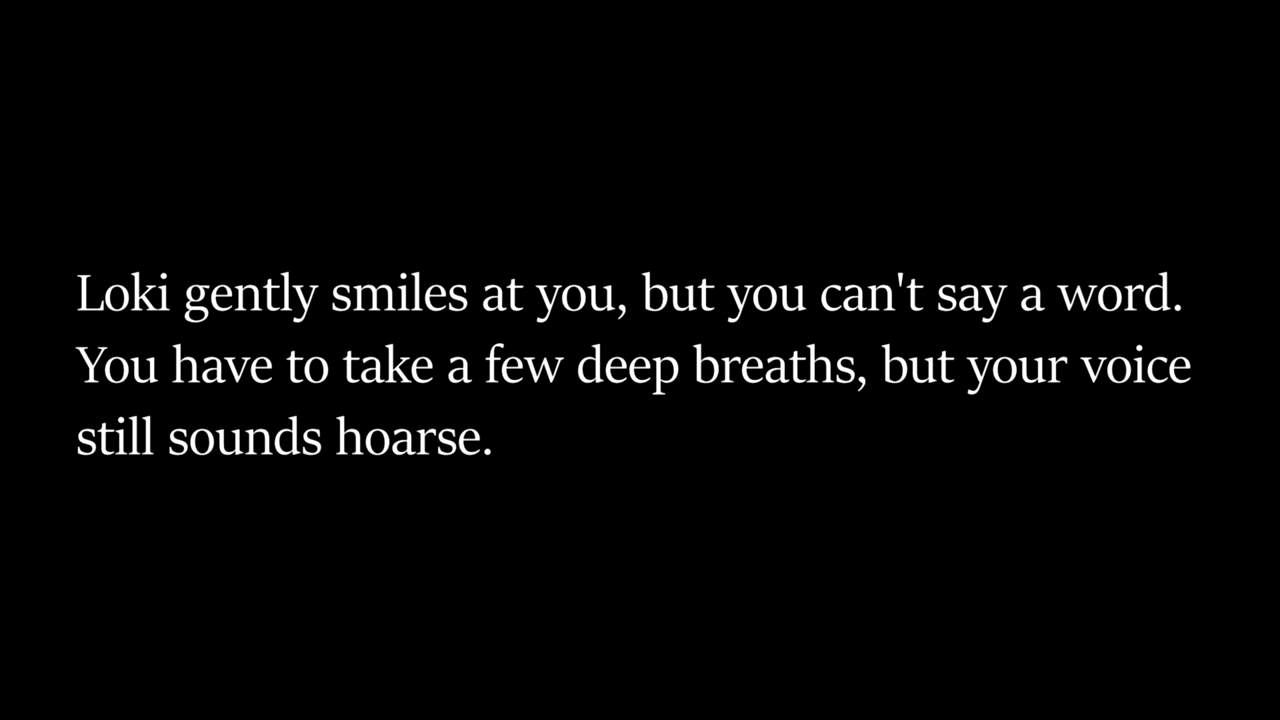 Loki gently smiles at you, but you can't say a word.
You have to take a few deep breaths, but your voice
still sounds hoarse.